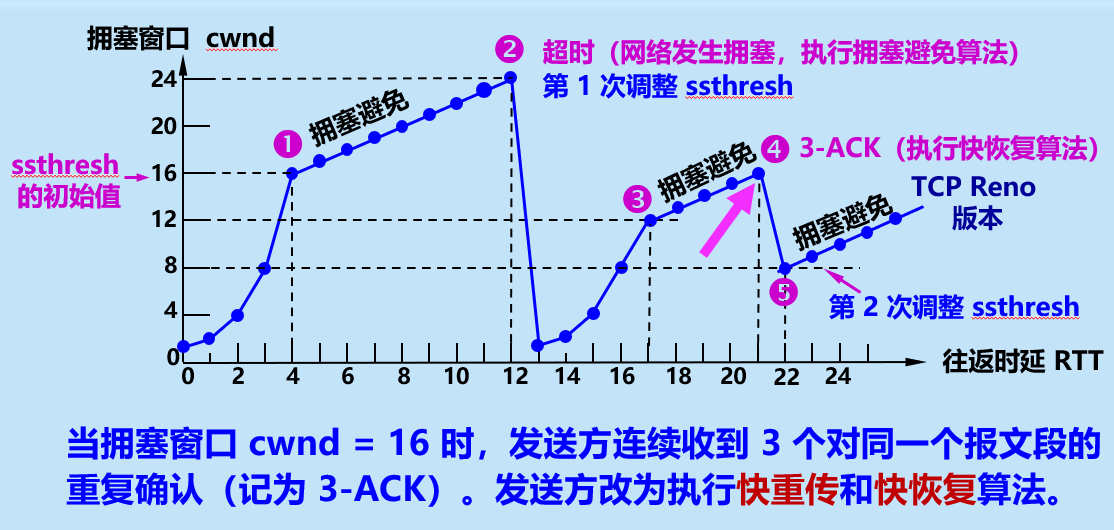 拥塞窗口 cwnd
❷ 超时（网络发生拥塞，执行拥塞避免算法）
第 1 次调整 ssthresh
24
20
16
12
8
4
0
ssthresh
的初始值
❶
拥塞避免
❸
拥塞避免
❹ 3-ACK（执行快恢复算法）
TCP Reno
版本
拥塞避免
❺
第 2 次调整 ssthresh
0 2 4 6 8 10 12 14 16 18 20 22 24
往返时延 RTT
当拥塞窗口 cwnd = 16 时，发送方连续收到 3 个对同一个报文段的
重复确认（记为 3-ACK）。发送方改为执行快重传和快恢复算法。